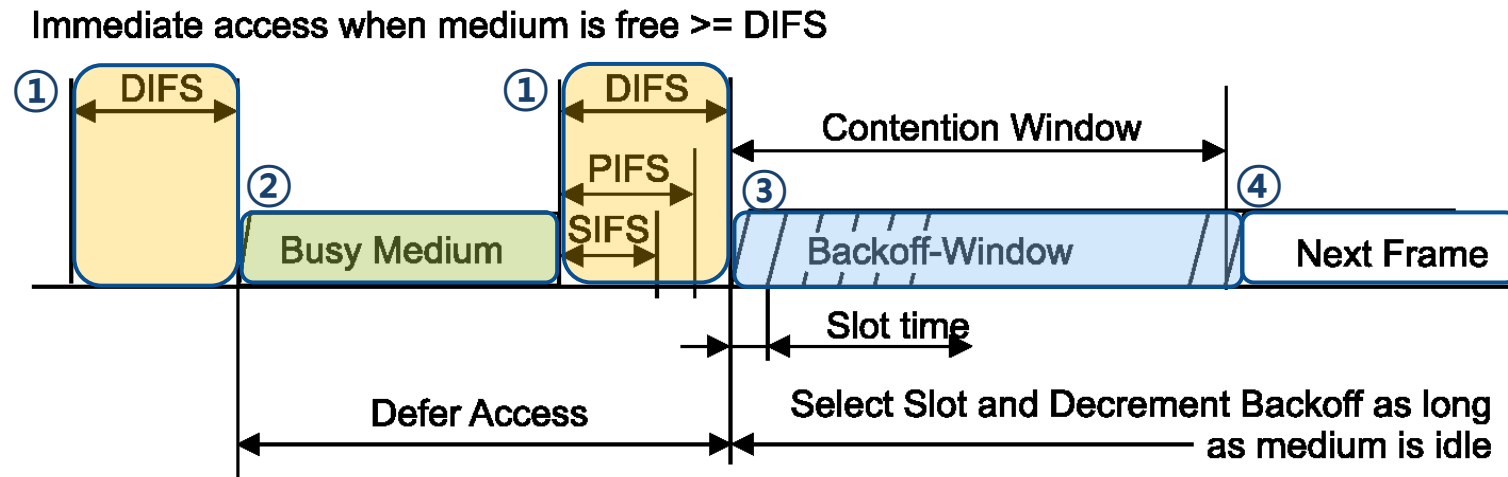 Immediate access when medium is free >= DIFS
① DIFS
① DIFS
Contention Window
PIFS
②
③
④
SIFS
Busy Medium
Backoff-Window
Next Frame
Slot time
Defer Access
Select Slot and Decrement Backoff as long
as medium is idle